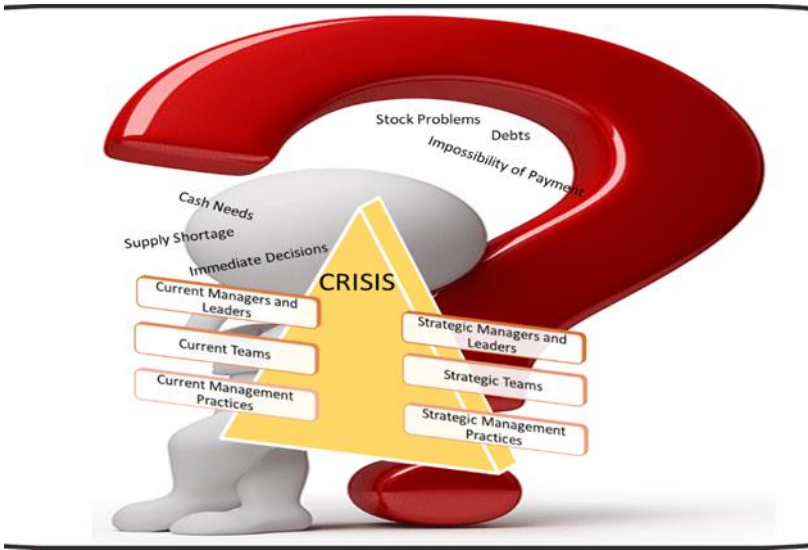 Stock Problems
Debts
Impossibility of Payment
Cash Needs
Supply Shortage
Immediate Decisions
CRISIS
Current Managers and
Leaders
Current Teams
Current Management
Practices
Strategic Managers and
Leaders
Strategic Teams
Strategic Management
Practices